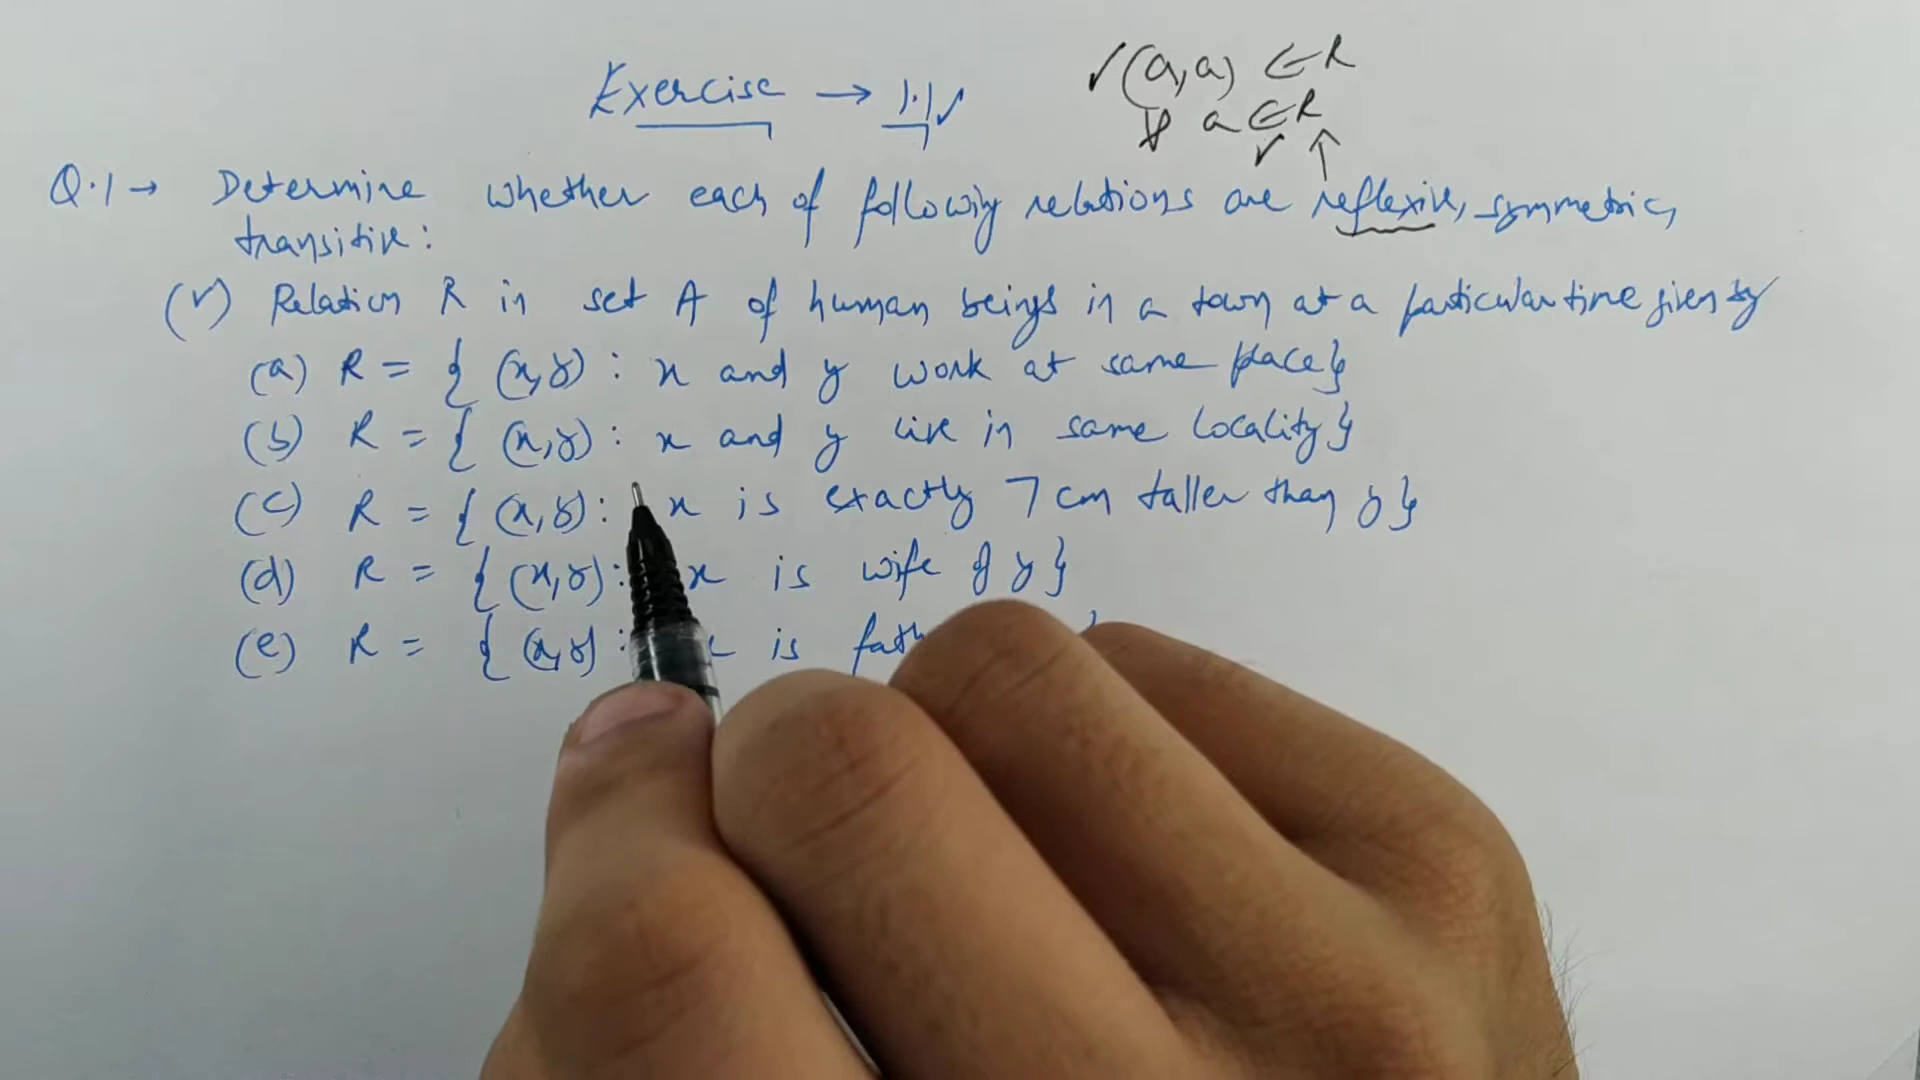 Exercise → 1.1 ✓
✓ (a,a) ∈ R
∀ a ∈ R
Q.1 → Determine whether each of following relations are reflexive, symmetric,
transitive:
(v) Relation R in set A of human beings in a town at a particular time given by
(a) R = { (x,y) : x and y work at same place}
(b) R = { (x,y) : x and y live in same locality}
(c) R = { (x,y) : x is exactly 7 cm taller than y}
(d) R = { (x,y) : x is wife of y}
(e) R = { (x,y) : x is